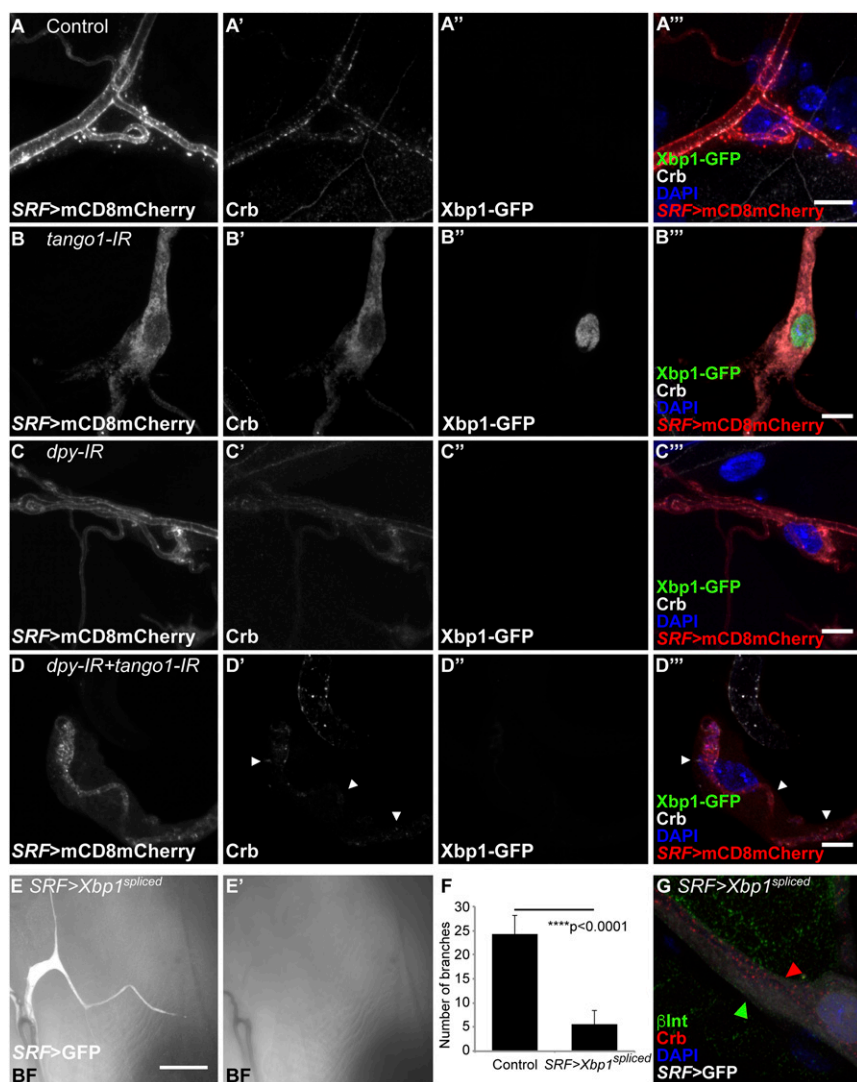 A Control
SRF>mCD8mCherry
A'
Crb
A''
Xbp1-GFP
A'''
Xbp1-GFP
Crb
DAPI
SRF>mCD8mCherry
B tango1-IR
SRF>mCD8mCherry
B'
Crb
B''
Xbp1-GFP
B'''
Xbp1-GFP
Crb
DAPI
SRF>mCD8mCherry
C dpy-IR
SRF>mCD8mCherry
C'
Crb
C''
Xbp1-GFP
C'''
Xbp1-GFP
Crb
DAPI
SRF>mCD8mCherry
D dpy-IR+tango1-IR
SRF>mCD8mCherry
D'
Crb
D''
Xbp1-GFP
D'''
Xbp1-GFP
Crb
DAPI
SRF>mCD8mCherry
E SRF>Xbp1spliced
SRF>GFP
BF
E'
BF
F
Number of branches
30
25
20
15
10
5
0
****p<0.0001
Control
SRF>Xbp1spliced
G SRF>Xbp1spliced
βInt
Crb
DAPI
SRF>GFP